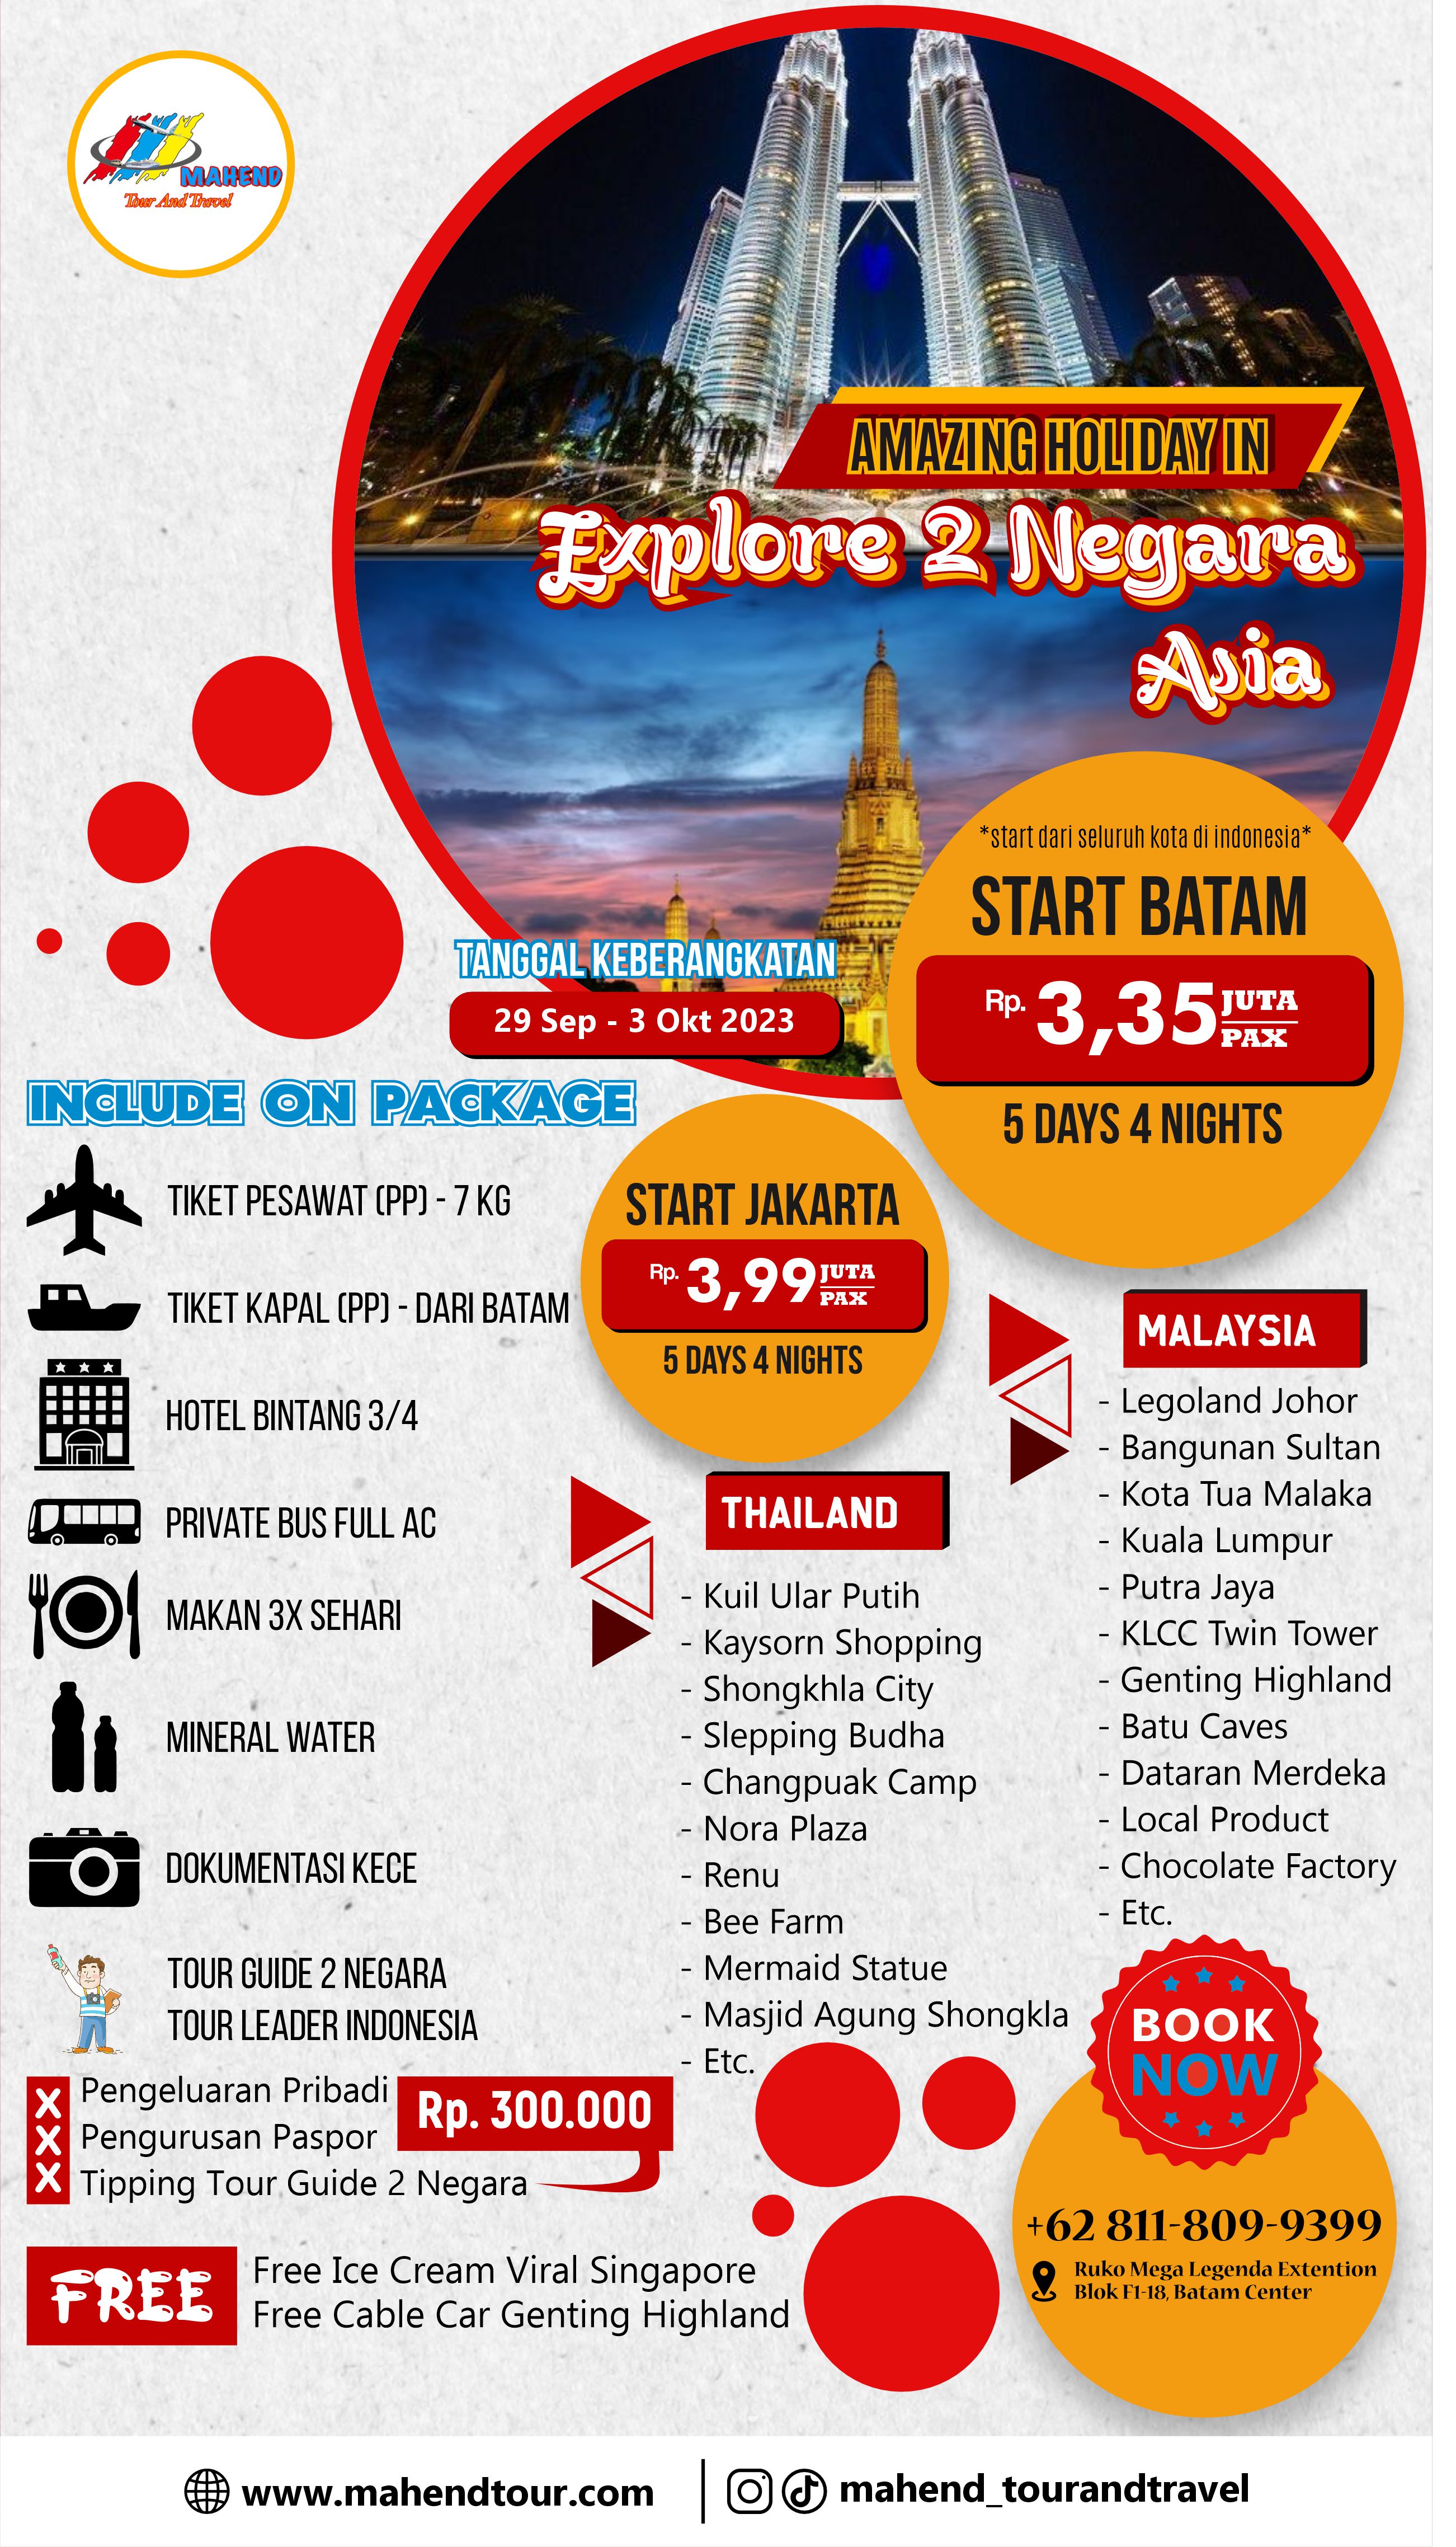 MAHEND
Tour And Travel
AMAZING HOLIDAY IN
Explore 2 Negara
Asia
*start dari seluruh kota di indonesia*
START BATAM
Rp. 3,35 JUTA PAX
5 DAYS 4 NIGHTS
TANGGAL KEBERANGKATAN
29 Sep - 3 Okt 2023
INCLUDE ON PACKAGE
TIKET PESAWAT (PP) - 7 KG
TIKET KAPAL (PP) - DARI BATAM
HOTEL BINTANG 3/4
PRIVATE BUS FULL AC
MAKAN 3X SEHARI
MINERAL WATER
DOKUMENTASI KECE
TOUR GUIDE 2 NEGARA
TOUR LEADER INDONESIA
START JAKARTA
Rp. 3,99 JUTA PAX
5 DAYS 4 NIGHTS
THAILAND
- Kuil Ular Putih
- Kaysorn Shopping
- Shongkhla City
- Slepping Budha
- Changpuak Camp
- Nora Plaza
- Renu
- Bee Farm
- Mermaid Statue
- Masjid Agung Shongkla
- Etc.
MALAYSIA
- Legoland Johor
- Bangunan Sultan
- Kota Tua Malaka
- Kuala Lumpur
- Putra Jaya
- KLCC Twin Tower
- Genting Highland
- Batu Caves
- Dataran Merdeka
- Local Product
- Chocolate Factory
- Etc.
X Pengeluaran Pribadi
X Pengurusan Paspor
X Tipping Tour Guide 2 Negara
Rp. 300.000
FREE
Free Ice Cream Viral Singapore
Free Cable Car Genting Highland
BOOK
NOW
+62 811-809-9399
Ruko Mega Legenda Extention
Blok F1-18, Batam Center
www.mahendtour.com
mahend_tourandtravel